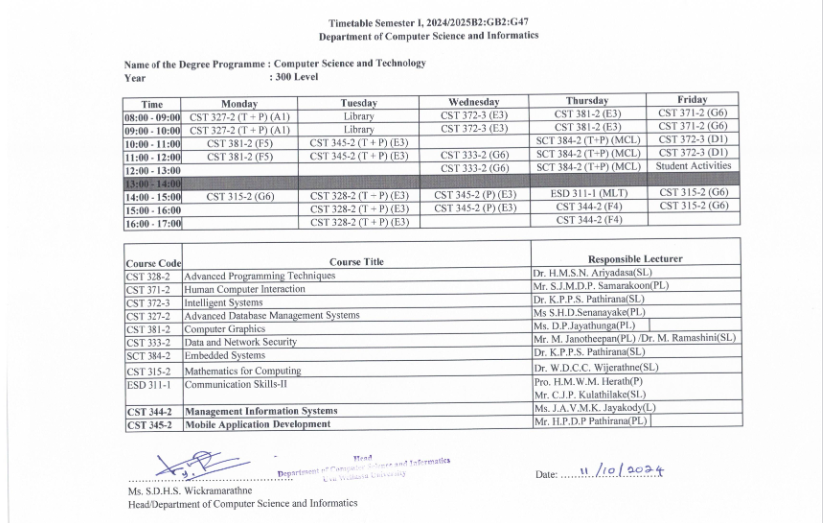 Timetable Semester I, 2024/2025B2:GB2:G47
Department of Computer Science and Informatics
Name of the Degree Programme : Computer Science and Technology
Year : 300 Level
Time Monday Tuesday Wednesday Thursday Friday
08:00 - 09:00 CST 327-2 (T + P) (A1) Library CST 372-3 (E3) CST 381-2 (E3) CST 371-2 (G6)
09:00 - 10:00 CST 327-2 (T + P) (A1) Library CST 372-3 (E3) CST 381-2 (E3) CST 371-2 (G6)
10:00 - 11:00 CST 381-2 (F5) CST 345-2 (T + P) (E3) SCT 384-2 (T+P) (MCL) CST 372-3 (D1)
11:00 - 12:00 CST 381-2 (F5) CST 345-2 (T + P) (E3) CST 333-2 (G6) SCT 384-2 (T+P) (MCL) CST 372-3 (D1)
12:00 - 13:00 CST 333-2 (G6) SCT 384-2 (T+P) (MCL) Student Activities
13:00 - 14:00
14:00 - 15:00 CST 315-2 (G6) CST 328-2 (T + P) (E3) CST 345-2 (P) (E3) ESD 311-1 (MLT) CST 315-2 (G6)
15:00 - 16:00 CST 328-2 (T + P) (E3) CST 345-2 (P) (E3) CST 344-2 (F4) CST 315-2 (G6)
16:00 - 17:00 CST 328-2 (T + P) (E3) CST 344-2 (F4)
Course Code Course Title Responsible Lecturer
CST 328-2 Advanced Programming Techniques Dr. H.M.S.N. Ariyadasa(SL)
CST 371-2 Human Computer Interaction Mr. S.J.M.D.P. Samarakoon(PL)
CST 372-3 Intelligent Systems Dr. K.P.P.S. Pathirana(SL)
CST 327-2 Advanced Database Management Systems Ms S.H.D.Senanayake(PL)
CST 381-2 Computer Graphics Ms. D.P.Jayathunga(PL)
CST 333-2 Data and Network Security Mr. M. Janotheepan(PL) /Dr. M. Ramashini(SL)
SCT 384-2 Embedded Systems Dr. K.P.P.S. Pathirana(SL)
CST 315-2 Mathematics for Computing Dr. W.D.C.C. Wijerathne(SL)
ESD 311-1 Communication Skills-II Pro. H.M.W.M. Herath(P)
Mr. C.J.P. Kulathilake(SL)
CST 344-2 Management Information Systems Ms. J.A.V.M.K. Jayakody(L)
CST 345-2 Mobile Application Development Mr. H.P.D.P Pathirana(PL)
Head
Department of Computer Science and Informatics
Uva Wellassa University
Date: 11/10/2024
Ms. S.D.H.S. Wickramarathne
Head/Department of Computer Science and Informatics